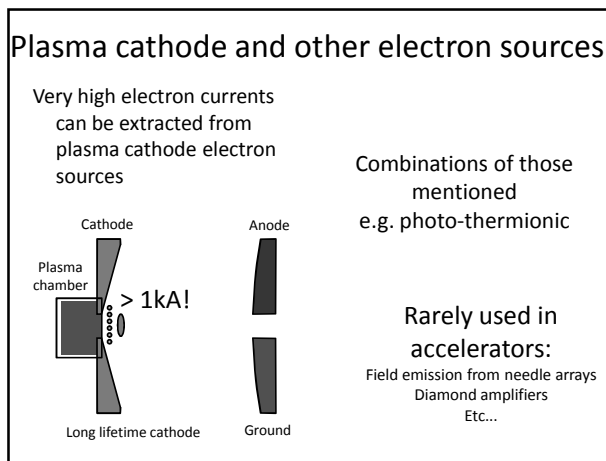 Plasma cathode and other electron sources
Very high electron currents
can be extracted from
plasma cathode electron
sources
Combinations of those
mentioned
e.g. photo-thermionic
Cathode
Anode
Plasma
chamber
> 1kA!
Rarely used in
accelerators:
Field emission from needle arrays
Diamond amplifiers
Etc...
Long lifetime cathode
Ground